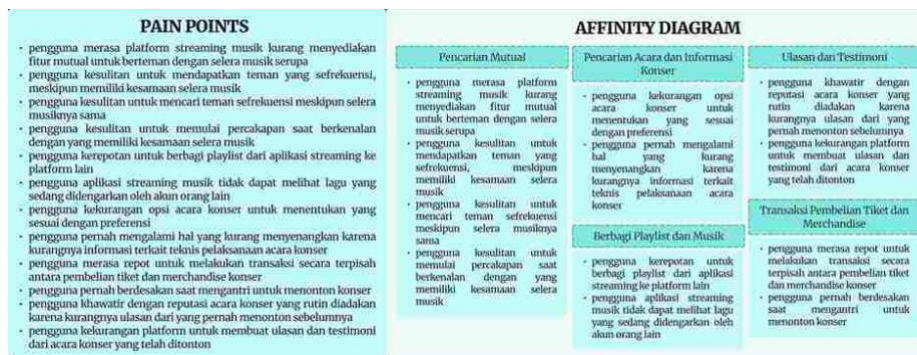 PAIN POINTS
• pengguna merasa platform streaming musik kurang menyediakan
fitur mutual untuk berteman dengan selera musik serupa
• pengguna kesulitan untuk mendapatkan teman yang sefrekuensi,
meskipun memiliki kesamaan selera musik
• pengguna kesulitan untuk mencari teman sefrekuensi meskipun selera
musiknya sama
• pengguna kesulitan untuk memulai percakapan saat berkenalan
dengan yang memiliki kesamaan selera musik
• pengguna kerepotan untuk berbagi playlist dari aplikasi streaming ke
platform lain
• pengguna aplikasi streaming musik tidak dapat melihat lagu yang
sedang didengarkan oleh akun orang lain
• pengguna kekurangan opsi acara konser untuk menentukan yang
sesuai dengan preferensi
• pengguna pernah mengalami hal yang kurang menyenangkan karena
kurangnya informasi terkait teknis pelaksanaan acara konser
• pengguna merasa repot untuk melakukan transaksi secara terpisah
antara pembelian tiket dan merchandise konser
• pengguna pernah berdesakan saat mengantri untuk menonton konser
• pengguna khawatir dengan reputasi acara konser yang rutin diadakan
karena kurangnya ulasan dari yang pernah menonton sebelumnya
• pengguna kekurangan platform untuk membuat ulasan dan testimoni
dari acara konser yang telah ditonton
AFFINITY DIAGRAM
Pencarian Mutual
• pengguna merasa platform
streaming musik kurang
menyediakan fitur mutual
untuk berteman dengan selera
musik serupa
• pengguna kesulitan untuk
mendapatkan teman yang
sefrekuensi, meskipun
memiliki kesamaan selera
musik
• pengguna kesulitan untuk
mencari teman sefrekuensi
meskipun selera musiknya
sama
• pengguna kesulitan untuk
memulai percakapan saat
berkenalan dengan yang
memiliki kesamaan selera
musik
Pencarian Acara dan Informasi
Konser
• pengguna kekurangan opsi
acara konser untuk
menentukan yang sesuai
dengan preferensi
• pengguna pernah mengalami
hal yang kurang
menyenangkan karena
kurangnya informasi terkait
teknis pelaksanaan acara
konser
Berbagi Playlist dan Musik
• pengguna kerepotan untuk
berbagi playlist dari aplikasi
streaming ke platform lain
• pengguna aplikasi streaming
musik tidak dapat melihat lagu
yang sedang didengarkan oleh
akun orang lain
Ulasan dan Testimoni
• pengguna khawatir dengan
reputasi acara konser yang
rutin diadakan karena
kurangnya ulasan dari yang
pernah menonton sebelumnya
• pengguna kekurangan platform
untuk membuat ulasan dan
testimoni dari acara konser
yang telah ditonton
Transaksi Pembelian Tiket dan
Merchandise
• pengguna merasa repot untuk
melakukan transaksi secara
terpisah antara pembelian tiket
dan merchandise konser
• pengguna pernah berdesakan
saat mengantri untuk
menonton konser